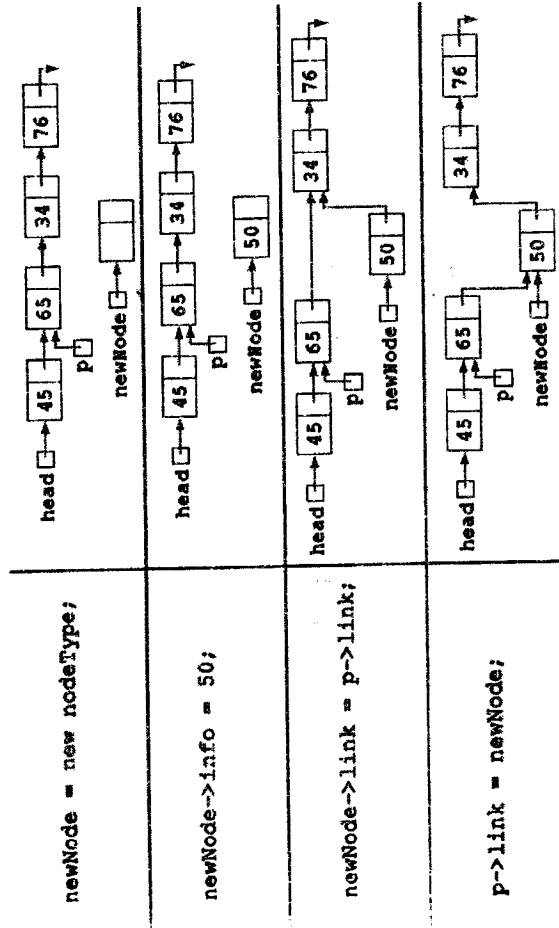 newNode = new nodeType;
head 45 65 34 76
p
newNode
newNode->info = 50;
head 45 65 34 76
p
newNode 50
newNode->link = p->link;
head 45 65 34 76
p
newNode 50
p->link = newNode;
head 45 65 34 76
p
newNode 50